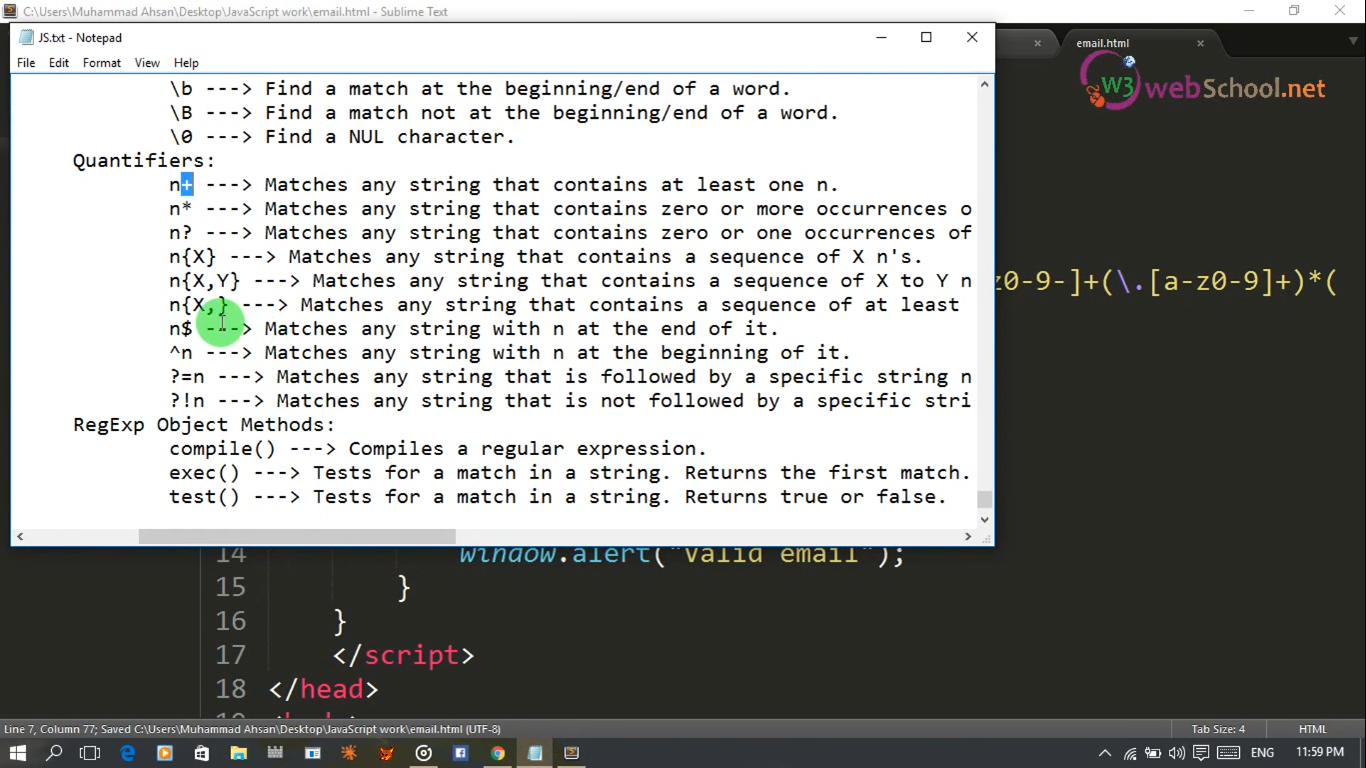 C:\Users\Muhammad Ahsan\Desktop\JavaScript work\email.html - Sublime Text
JS.txt - Notepad
email.html
File Edit Format View Help
W3 webSchool.net
\b ---> Find a match at the beginning/end of a word.
\B ---> Find a match not at the beginning/end of a word.
\0 ---> Find a NUL character.
Quantifiers:
n+ ---> Matches any string that contains at least one n.
n* ---> Matches any string that contains zero or more occurrences o
n? ---> Matches any string that contains zero or one occurrences of
n{X} ---> Matches any string that contains a sequence of X n's.
n{X,Y} ---> Matches any string that contains a sequence of X to Y n
z0-9-]+(\.[a-z0-9]+)*(
n{X,} ---> Matches any string that contains a sequence of at least
n$ ---> Matches any string with n at the end of it.
^n ---> Matches any string with n at the beginning of it.
?=n ---> Matches any string that is followed by a specific string n
?!n ---> Matches any string that is not followed by a specific stri
RegExp Object Methods:
compile() ---> Compiles a regular expression.
exec() ---> Tests for a match in a string. Returns the first match.
test() ---> Tests for a match in a string. Returns true or false.
14 window.alert("Valid email");
15 }
16 }
17 </script>
18 </head>
Line 7, Column 77; Saved C:\Users\Muhammad Ahsan\Desktop\JavaScript work\email.html (UTF-8)
Tab Size: 4
HTML
ENG
11:59 PM